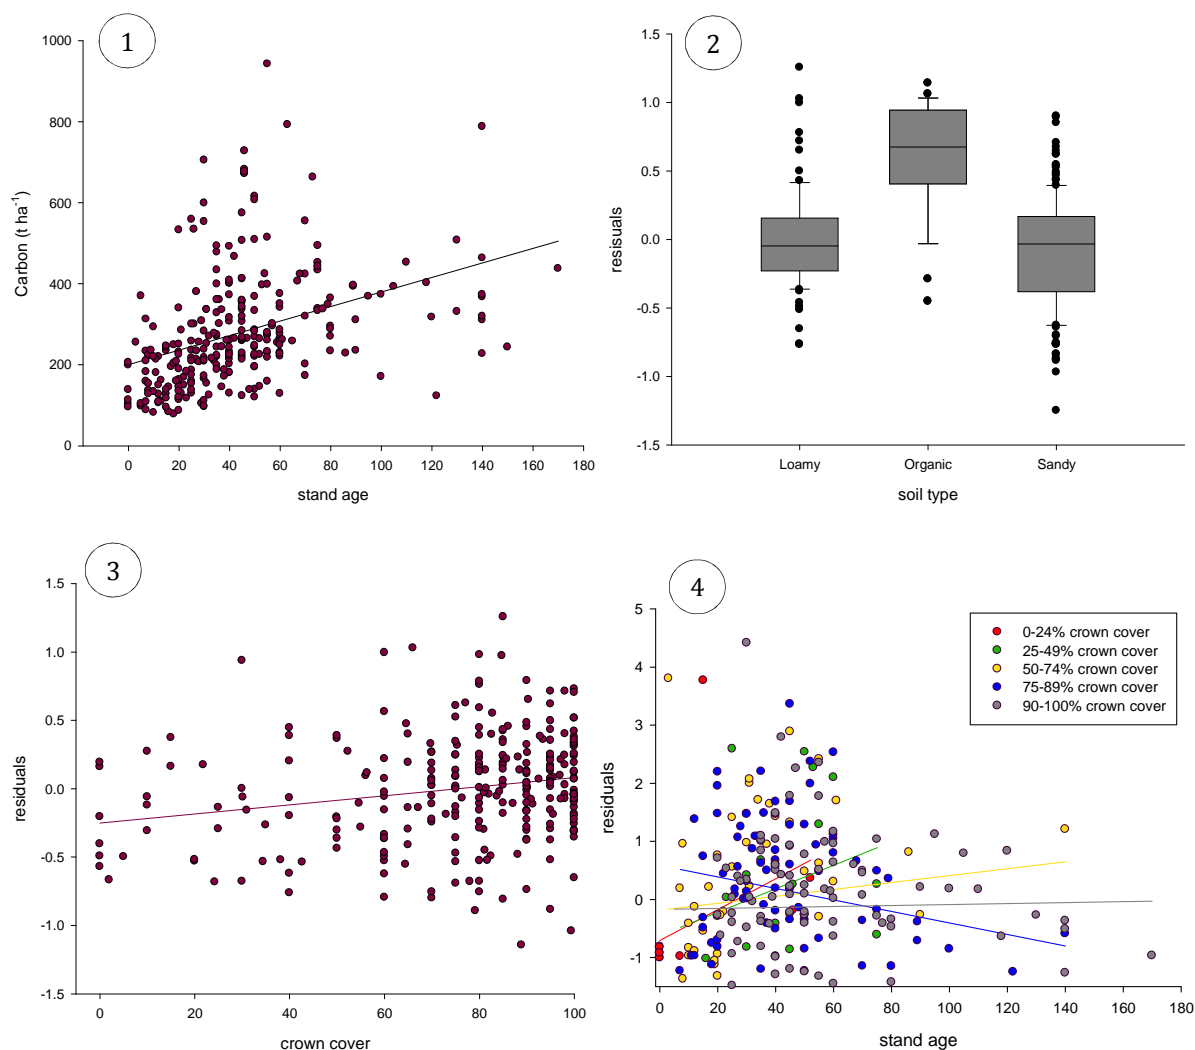 1
1000
800
600
400
200
0
Carbon (t ha-1)
0 20 40 60 80 100 120 140 160 180
stand age
2
1.5
1.0
0.5
0.0
-0.5
-1.0
-1.5
resisuals
Loamy Organic Sandy
soil type
3
1.5
1.0
0.5
0.0
-0.5
-1.0
-1.5
residuals
0 20 40 60 80 100
crown cover
4
5
4
3
2
1
0
-1
residuals
0-24% crown cover
25-49% crown cover
50-74% crown cover
75-89% crown cover
90-100% crown cover
0 20 40 60 80 100 120 140 160 180
stand age